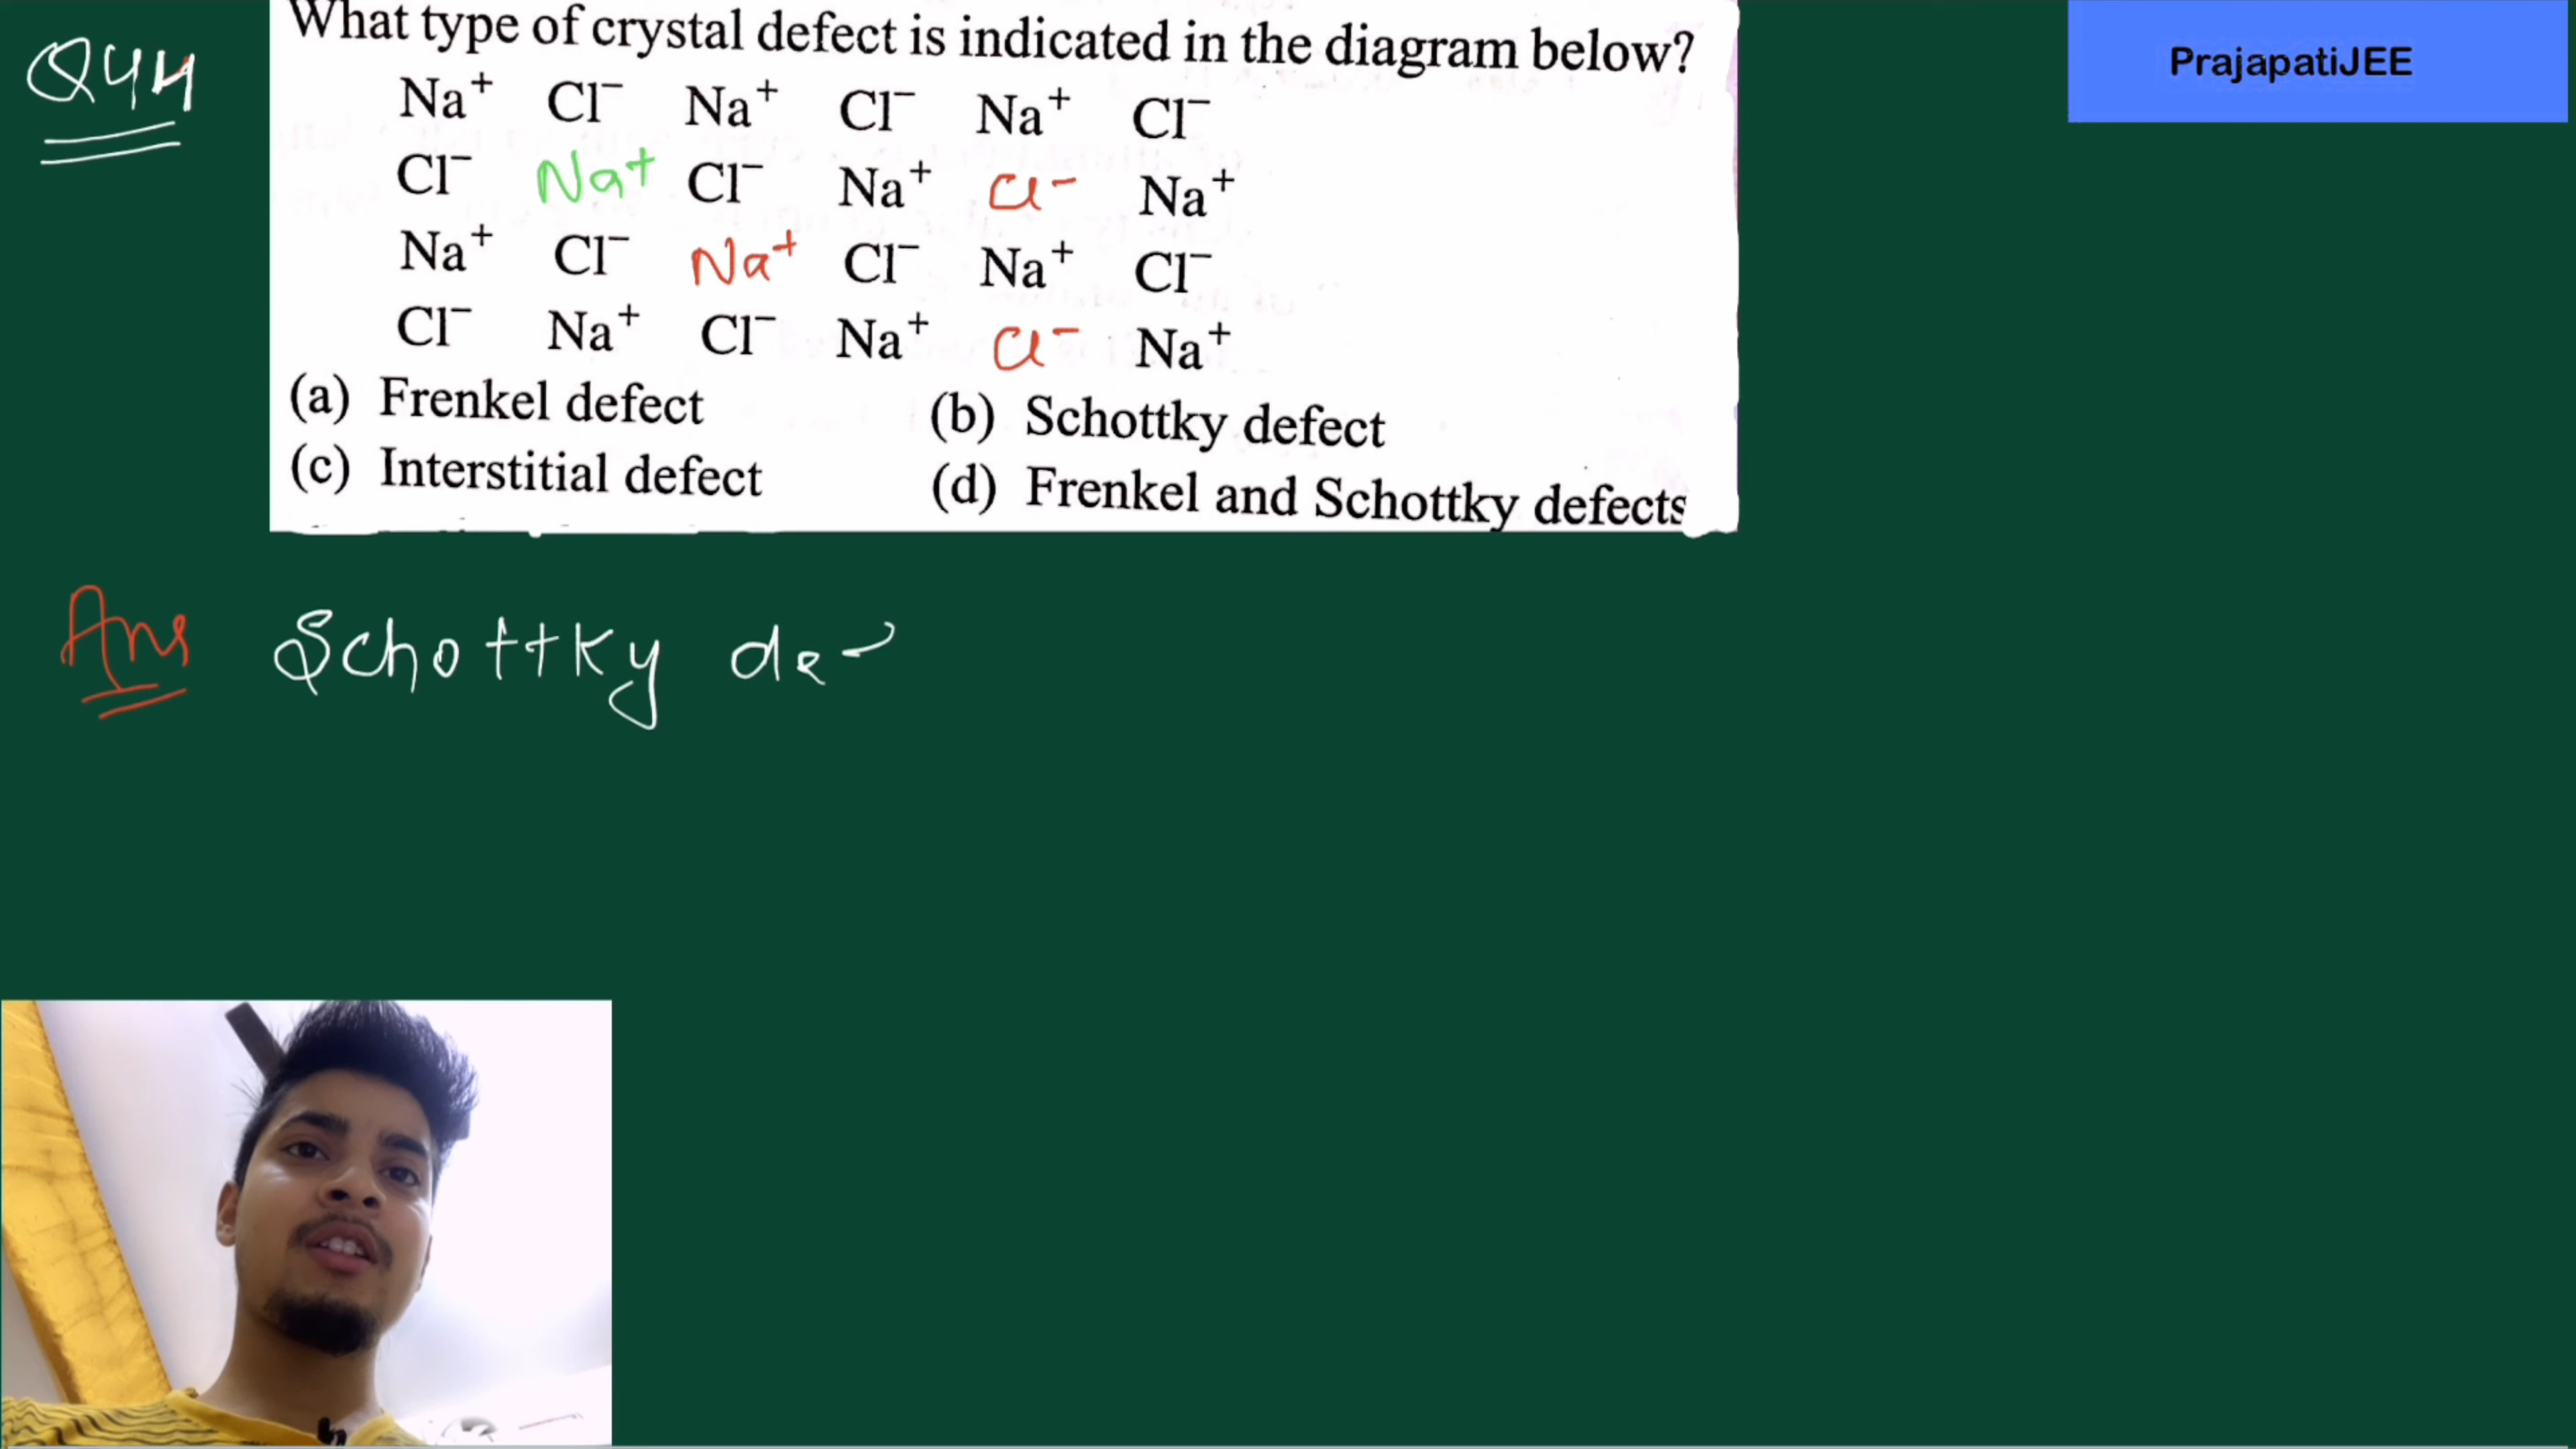 Q44
What type of crystal defect is indicated in the diagram below?
PrajapatiJEE
Na⁺ Cl⁻ Na⁺ Cl⁻ Na⁺ Cl⁻
Cl⁻ Na⁺ Cl⁻ Na⁺ Cl⁻ Na⁺
Na⁺ Cl⁻ Na⁺ Cl⁻ Na⁺ Cl⁻
Cl⁻ Na⁺ Cl⁻ Na⁺ Cl⁻ Na⁺
(a) Frenkel defect (b) Schottky defect
(c) Interstitial defect (d) Frenkel and Schottky defects
Ans Schottky de